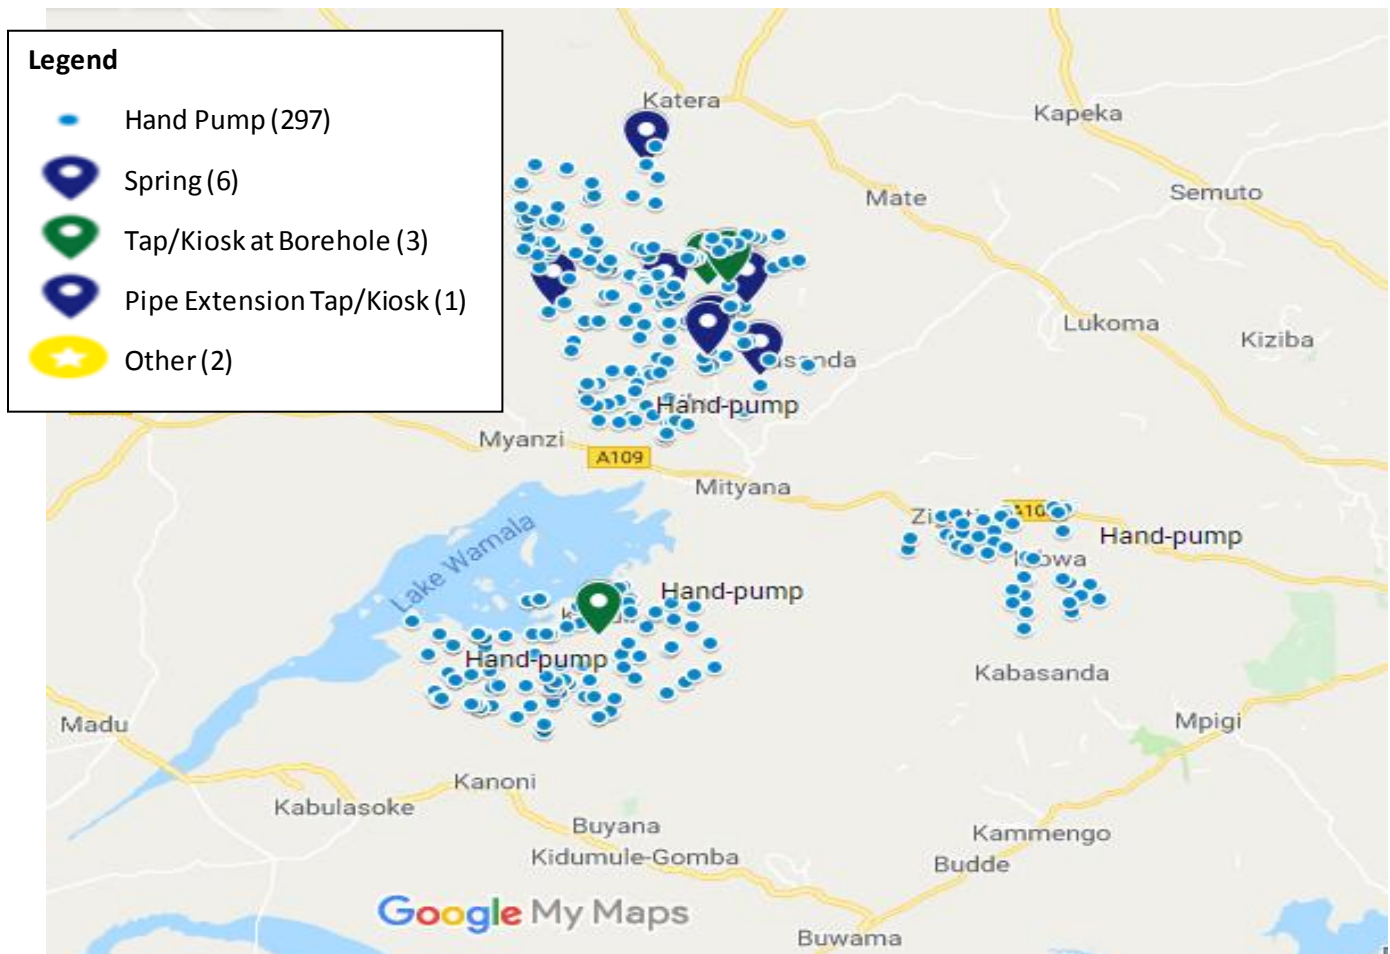 Legend
Hand Pump (297)
Spring (6)
Tap/Kiosk at Borehole (3)
Pipe Extension Tap/Kiosk (1)
Other (2)
Katera
Kapeka
Mate
Semuto
Lukoma
Kiziba
Hand-pump
Myanzi
A109
Mityana
Hand-pump
Lake Wamala
Hand-pump
Hand-pump
Kabasanda
Madu
Mpigi
Kanoni
Kabulasoke
Buyana
Kammengo
Kidumule-Gomba
Budde
Google My Maps
Buwama